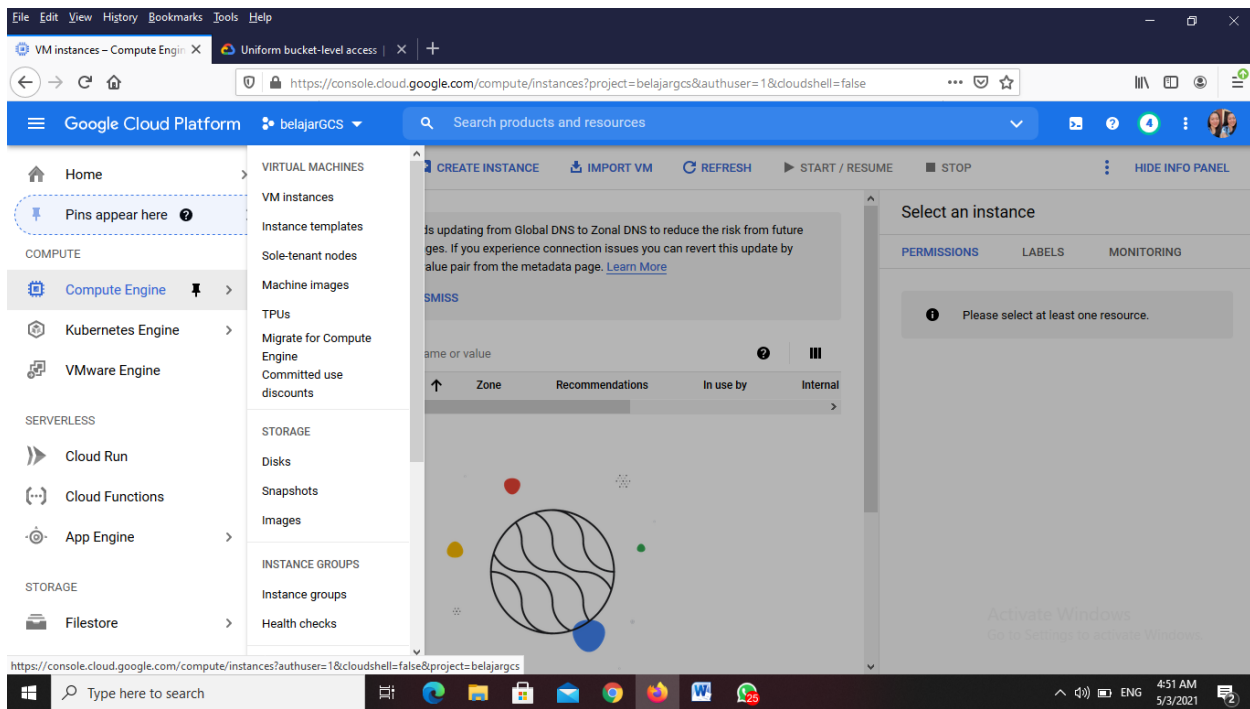 File Edit View History Bookmarks Tools Help
VM instances – Compute Engin
Uniform bucket-level access |
https://console.cloud.google.com/compute/instances?project=belajargcs&authuser=1&cloudshell=false
Google Cloud Platform
belajarGCS
Search products and resources
4
Home
Pins appear here
COMPUTE
Compute Engine
Kubernetes Engine
VMware Engine
SERVERLESS
Cloud Run
Cloud Functions
App Engine
STORAGE
Filestore
VIRTUAL MACHINES
VM instances
Instance templates
Sole-tenant nodes
Machine images
TPUs
Migrate for Compute
Engine
Committed use
discounts
STORAGE
Disks
Snapshots
Images
INSTANCE GROUPS
Instance groups
Health checks
CREATE INSTANCE IMPORT VM REFRESH START / RESUME STOP HIDE INFO PANEL
ds updating from Global DNS to Zonal DNS to reduce the risk from future
ges. If you experience connection issues you can revert this update by
alue pair from the metadata page. Learn More
SMISS
ame or value
Zone Recommendations In use by Internal
Select an instance
PERMISSIONS LABELS MONITORING
Please select at least one resource.
Activate Windows
Go to Settings to activate Windows.
https://console.cloud.google.com/compute/instances?authuser=1&cloudshell=false&project=belajargcs
Type here to search
25
ENG
4:51 AM
5/3/2021
2